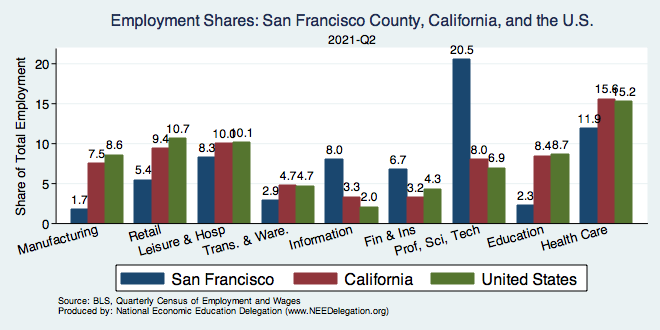 Employment Shares: San Francisco County, California, and the U.S.
2021-Q2
Share of Total Employment
20
15
10
5
0
1.7 7.5 8.6
5.4 9.4 10.7
8.3 10.0 10.1
2.9 4.7 4.7
8.0 3.3 2.0
6.7 3.2 4.3
20.5 8.0 6.9
2.3 8.4 8.7
11.9 15.6 15.2
Manufacturing
Retail
Leisure & Hosp
Trans. & Ware.
Information
Fin & Ins
Prof, Sci, Tech
Education
Health Care
San Francisco California United States
Source: BLS, Quarterly Census of Employment and Wages
Produced by: National Economic Education Delegation (www.NEEDelegation.org)